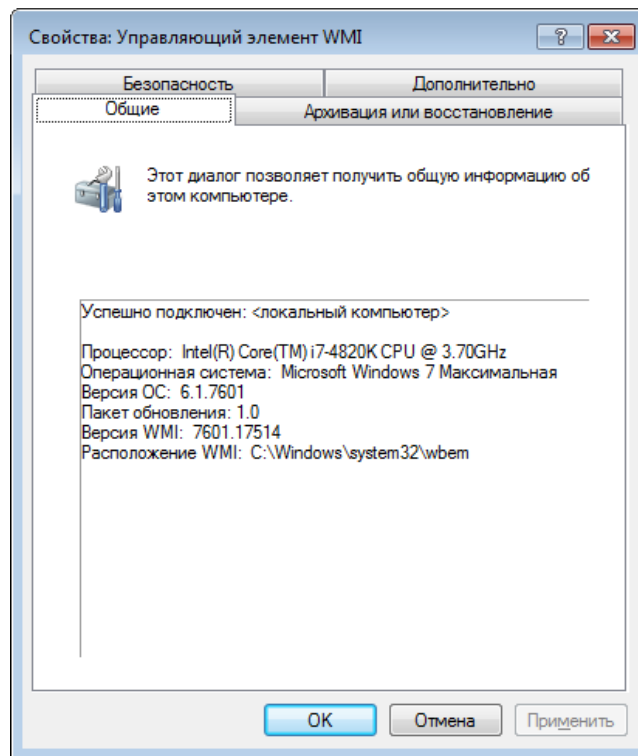 Свойства: Управляющий элемент WMI
Безопасность
Дополнительно
Общие
Архивация или восстановление
Этот диалог позволяет получить общую информацию об
этом компьютере.
Успешно подключен: <локальный компьютер>
Процессор: Intel(R) Core(TM) i7-4820K CPU @ 3.70GHz
Операционная система: Microsoft Windows 7 Максимальная
Версия ОС: 6.1.7601
Пакет обновления: 1.0
Версия WMI: 7601.17514
Расположение WMI: C:\Windows\system32\wbem
OK
Отмена
Применить